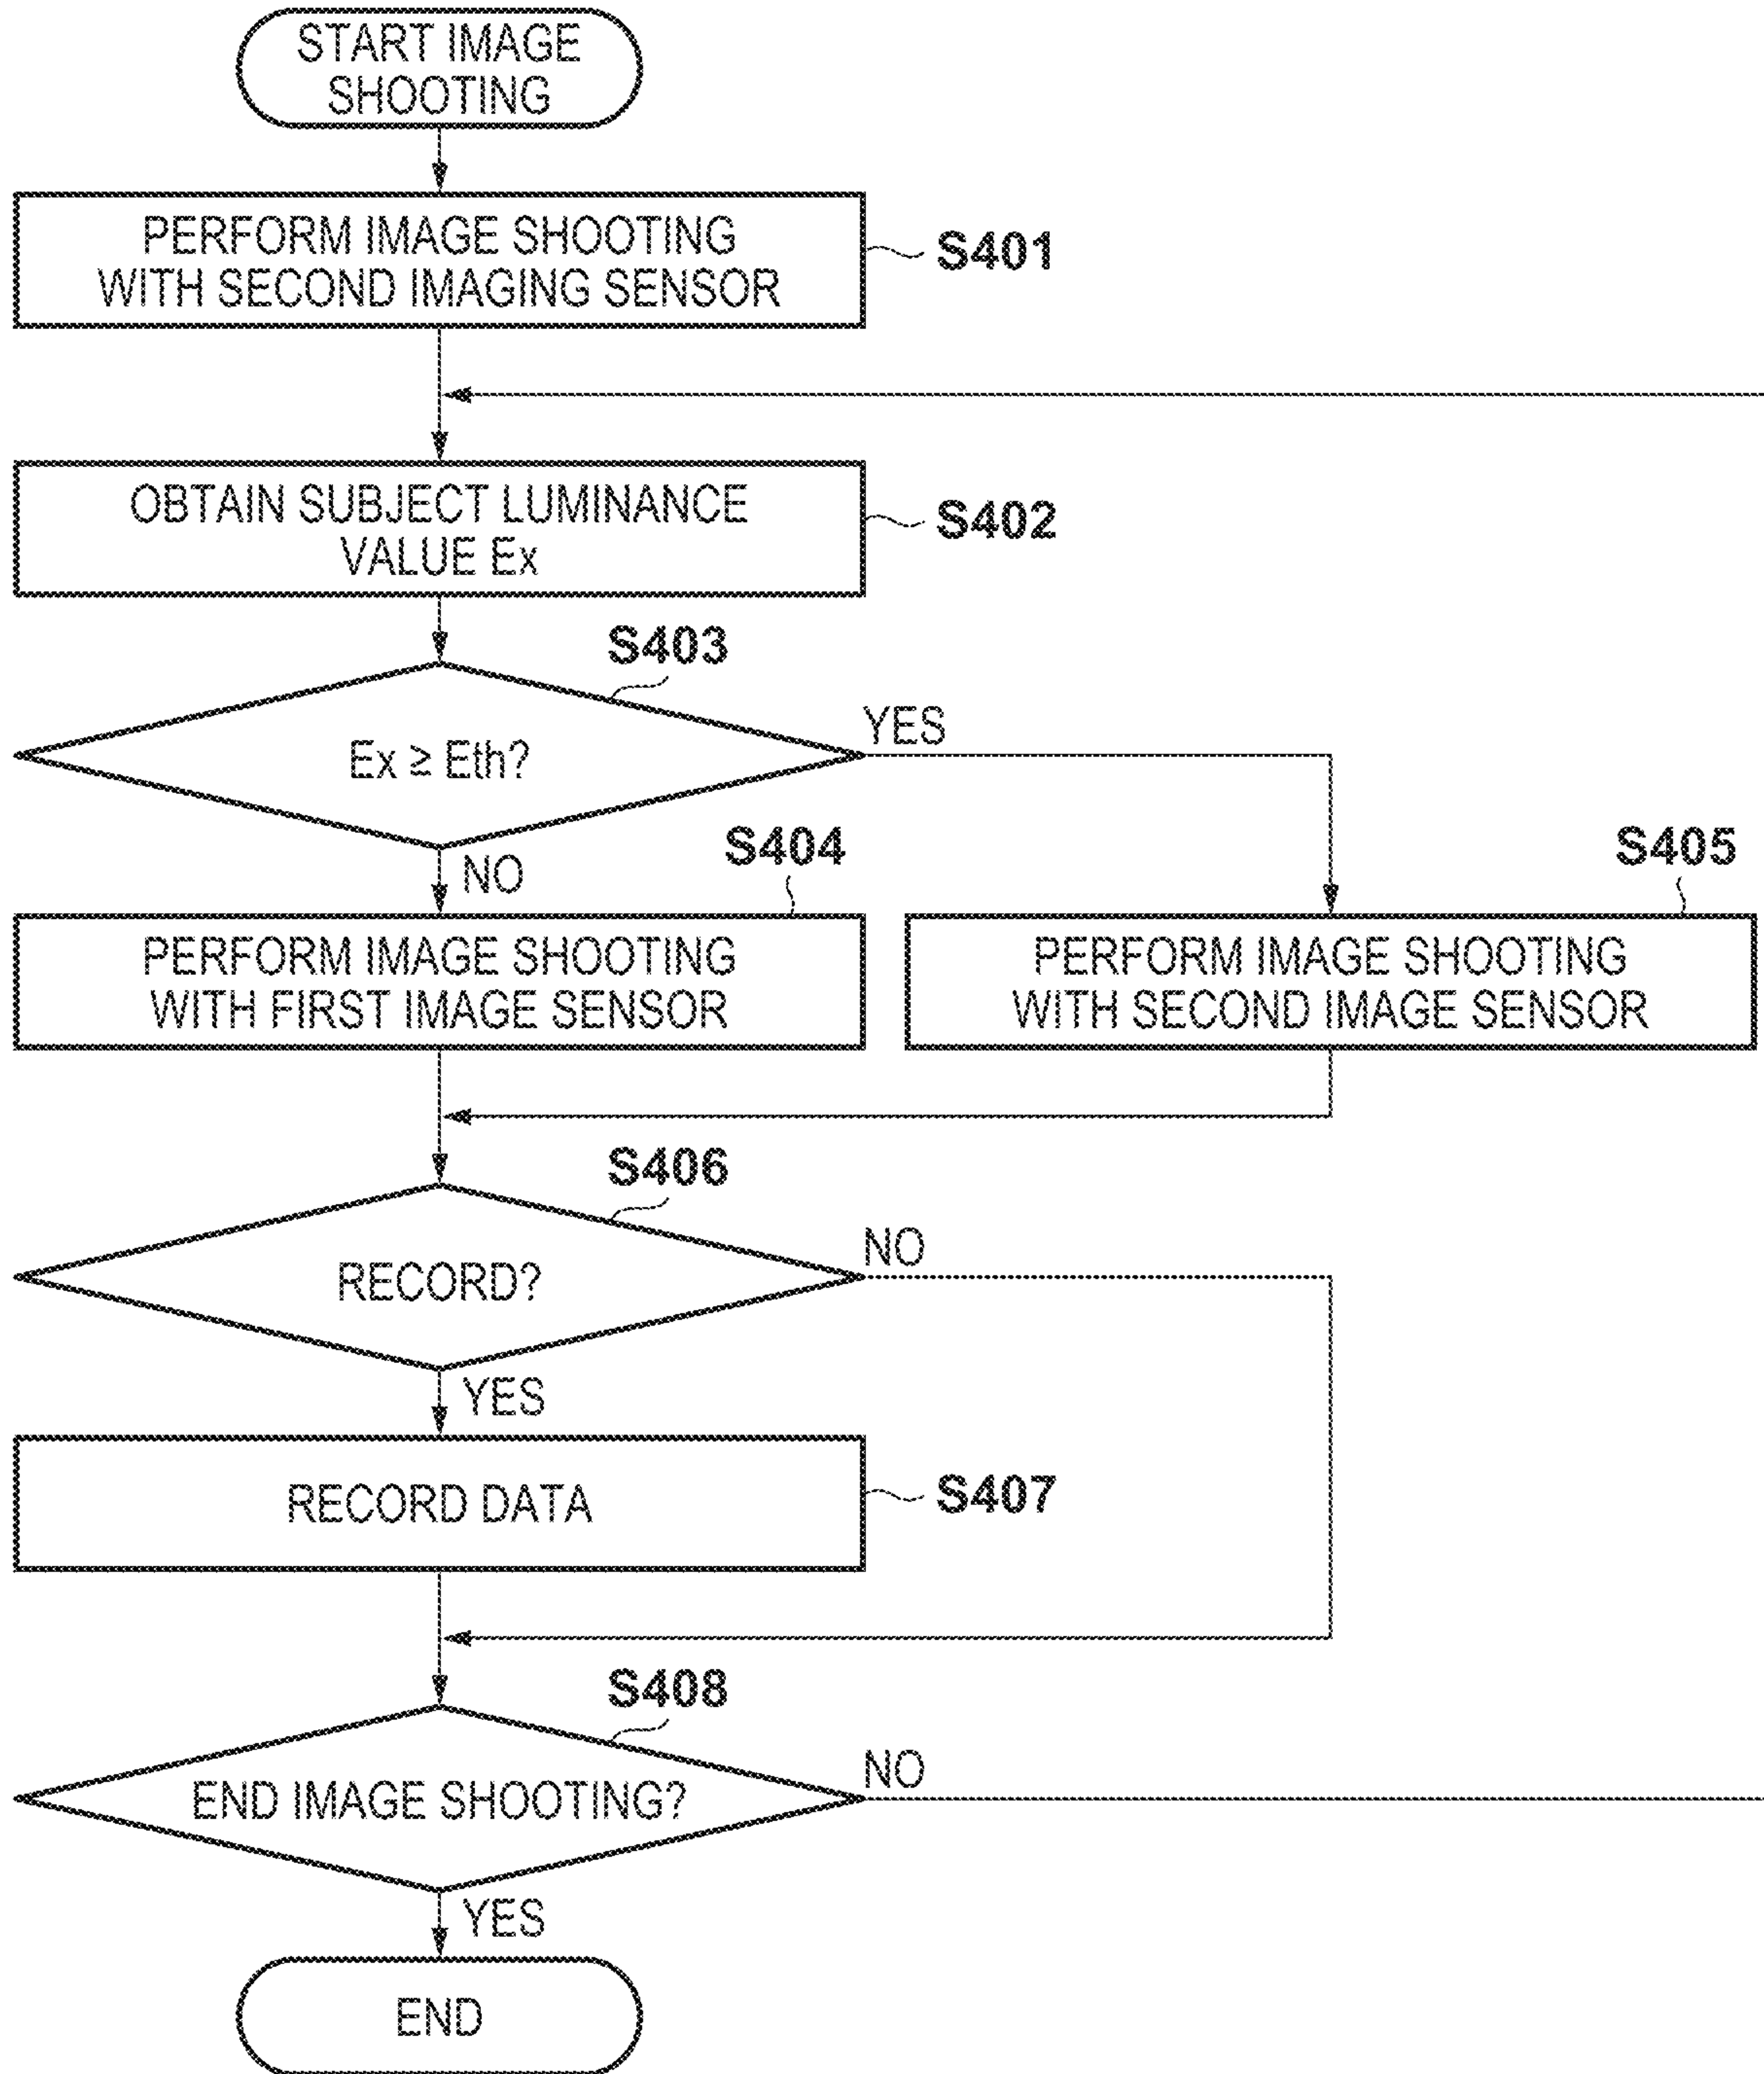 START IMAGE
SHOOTING
PERFORM IMAGE SHOOTING
WITH SECOND IMAGING SENSOR
S401
OBTAIN SUBJECT LUMINANCE
VALUE Ex
S402
S403
Ex ≥ Eth?
YES
NO
S404
S405
PERFORM IMAGE SHOOTING
WITH FIRST IMAGE SENSOR
PERFORM IMAGE SHOOTING
WITH SECOND IMAGE SENSOR
S406
RECORD?
NO
YES
RECORD DATA
S407
S408
END IMAGE SHOOTING?
NO
YES
END